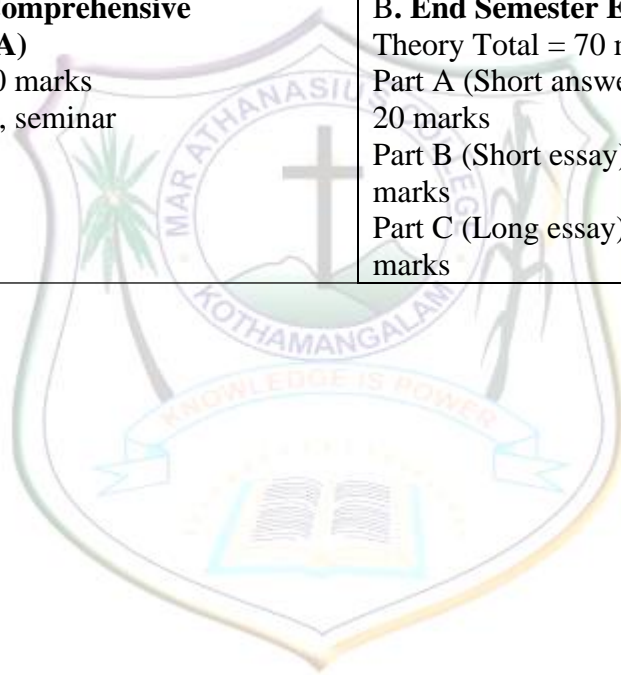 omprehensive
A)
0 marks
, seminar
B. End Semester E
Theory Total = 70 m
Part A (Short answe
20 marks
Part B (Short essay)
marks
Part C (Long essay)
marks
MAR ATHANASIUS COLLEGE
KOTHAMANGALAM
KNOWLEDGE IS POWER